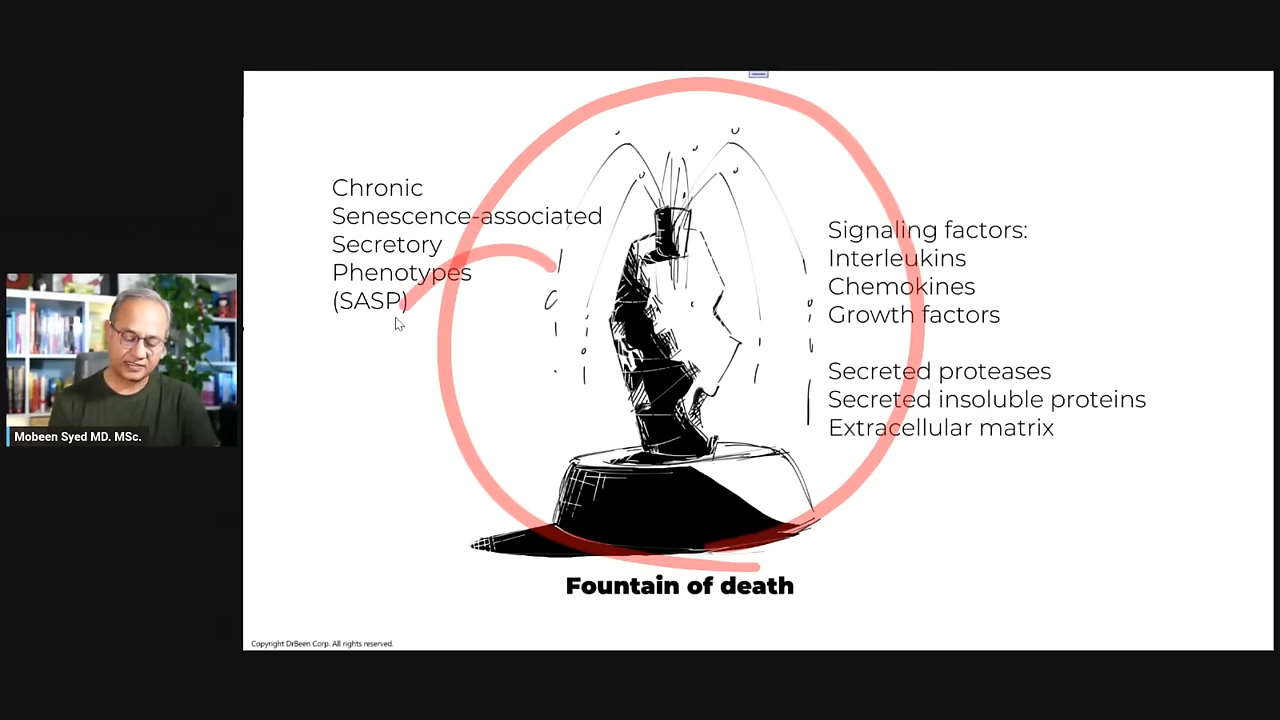 Chronic
Senescence-associated
Secretory
Phenotypes
(SASP)
Signaling factors:
Interleukins
Chemokines
Growth factors
Secreted proteases
Secreted insoluble proteins
Extracellular matrix
Mobeen Syed MD. MSc.
Fountain of death
Copyright DrBeen Corp. All rights reserved.